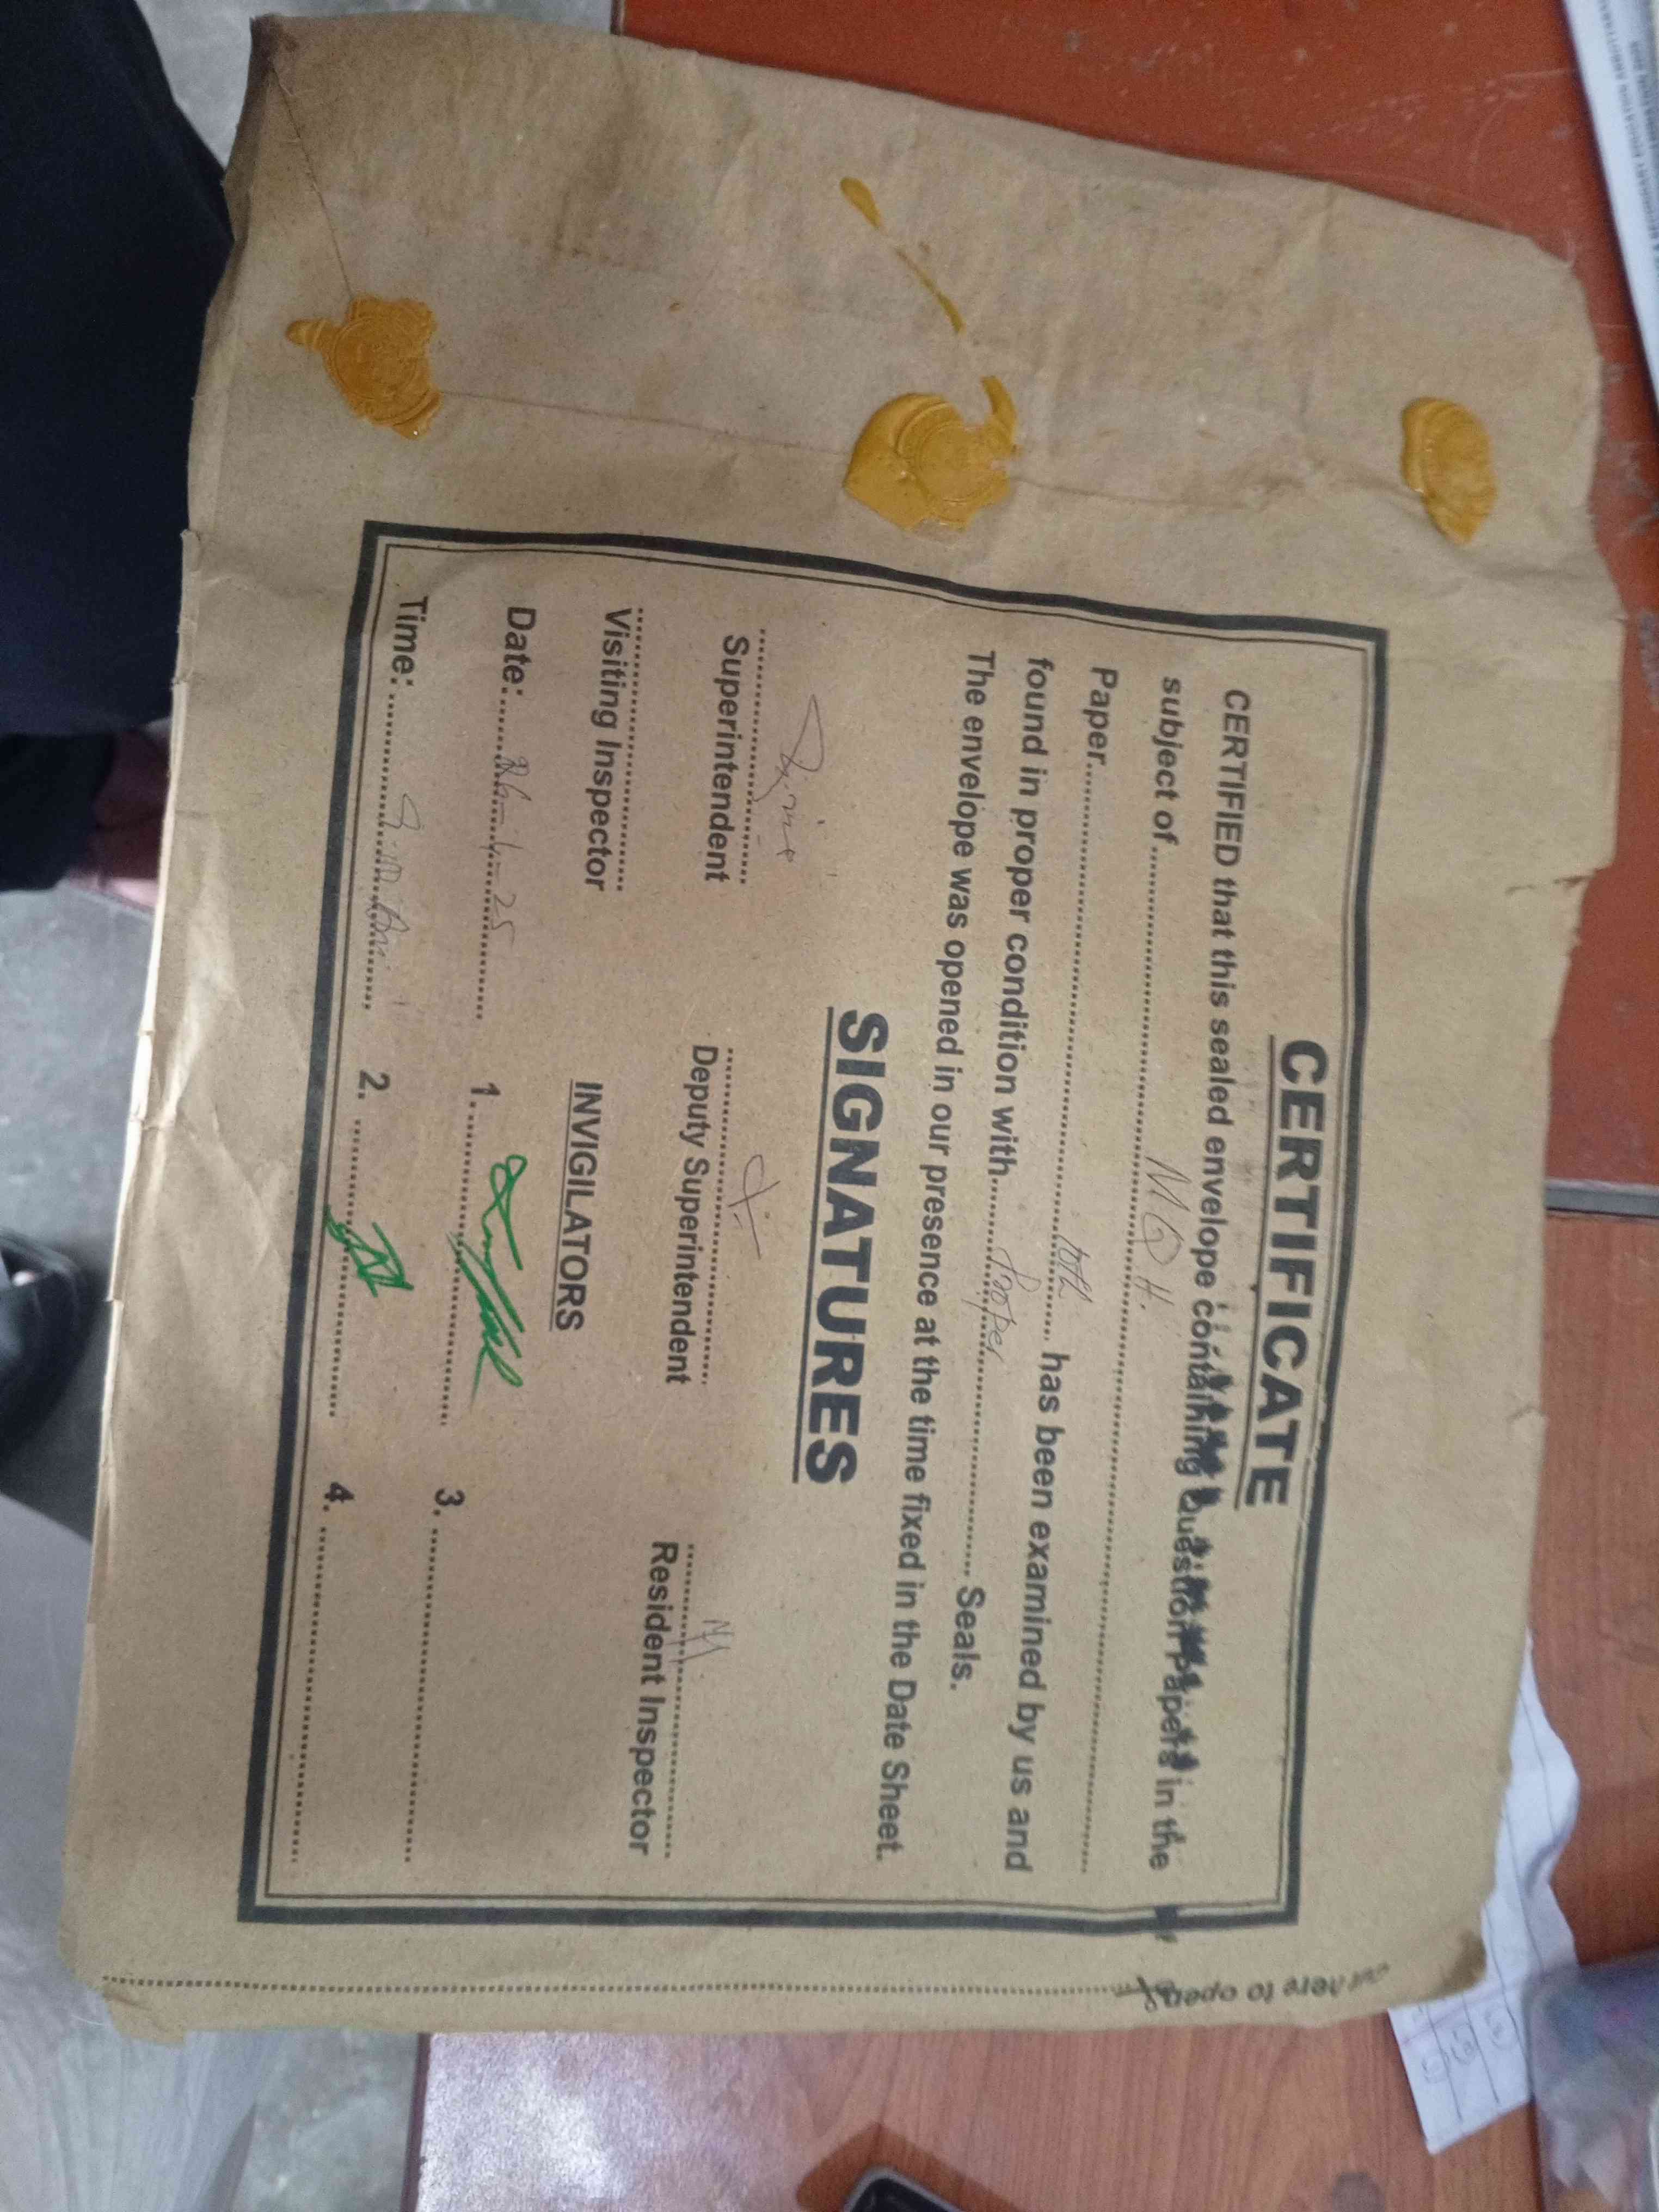 CERTIFICATE
CERTIFIED that this sealed envelope containing Question Papers in the
subject of.......... M Q H. ..........
Paper.......... 10th .......... has been examined by us and
found in proper condition with.......... Proper .......... Seals.
The envelope was opened in our presence at the time fixed in the Date Sheet.
SIGNATURES
Superintendent
Deputy Superintendent
Resident Inspector
Visiting Inspector
INVIGILATORS
Date:.......... 25 ..........
1. ..........
3. ..........
Time:..........
2. ..........
4. ..........
here to open